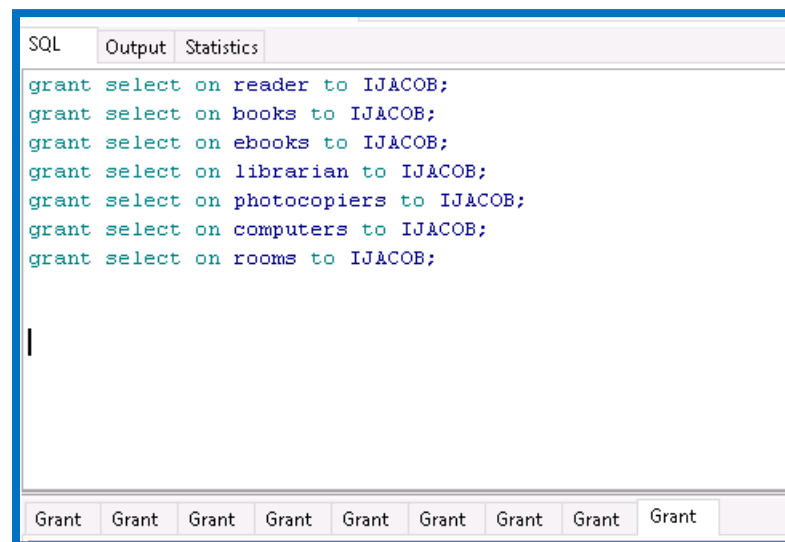 SQL Output Statistics
grant select on reader to IJACOB;
grant select on books to IJACOB;
grant select on ebooks to IJACOB;
grant select on librarian to IJACOB;
grant select on photocopiers to IJACOB;
grant select on computers to IJACOB;
grant select on rooms to IJACOB;
Grant Grant Grant Grant Grant Grant Grant Grant Grant